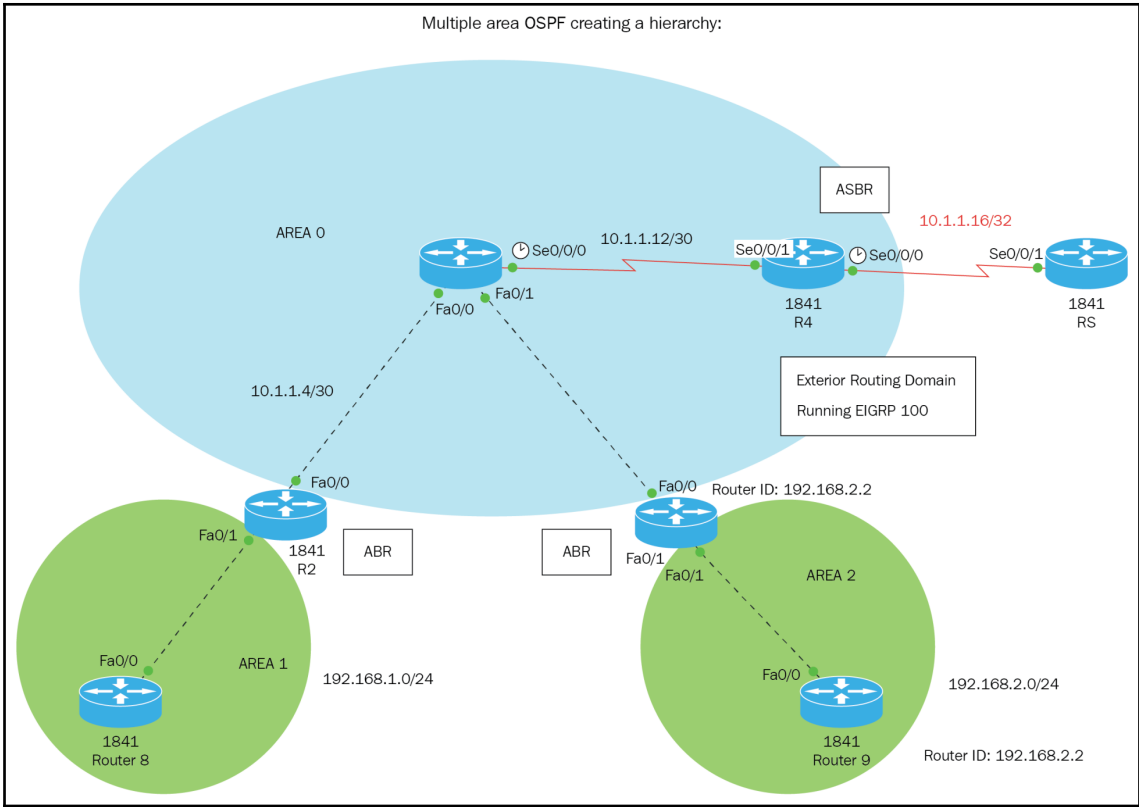 Multiple area OSPF creating a hierarchy:
ASBR
AREA 0
10.1.1.16/32
10.1.1.12/30
Se0/0/0
Se0/0/1
Se0/0/0
Se0/0/1
Fa0/0
Fa0/1
1841
R4
1841
RS
Exterior Routing Domain
Running EIGRP 100
10.1.1.4/30
Fa0/0
Fa0/0
Router ID: 192.168.2.2
Fa0/1
1841
R2
ABR
ABR
Fa0/1
Fa0/1
AREA 2
Fa0/0
AREA 1
192.168.1.0/24
Fa0/0
192.168.2.0/24
1841
Router 8
1841
Router 9
Router ID: 192.168.2.2